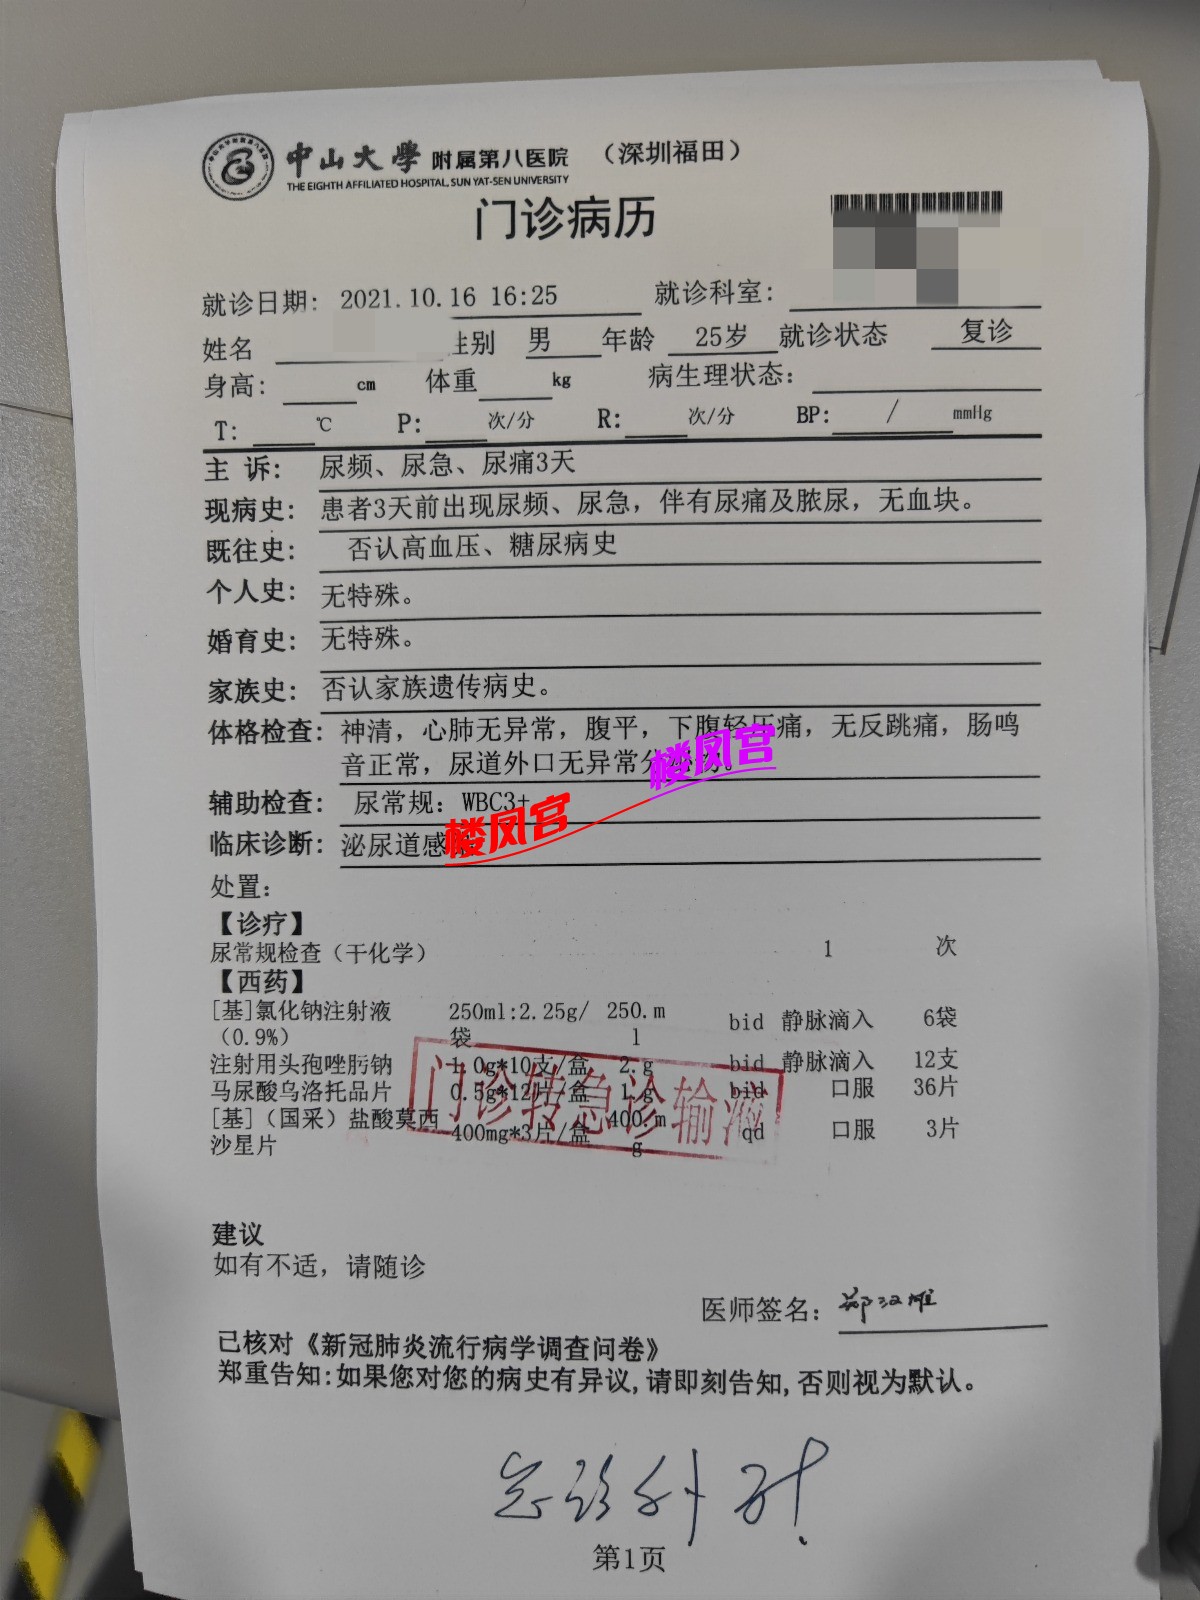 中山大學 附属第八医院 （深圳福田）
THE EIGHTH AFFILIATED HOSPITAL, SUN YAT-SEN UNIVERSITY
门诊病历
就诊日期: 2021.10.16 16:25 就诊科室:
姓名 性别 男 年龄 25岁 就诊状态 复诊
身高: cm 体重 kg 病生理状态:
T: ℃ P: 次/分 R: 次/分 BP: / mmHg
主 诉: 尿频、尿急、尿痛3天
现病史: 患者3天前出现尿频、尿急，伴有尿痛及脓尿，无血块。
既往史: 否认高血压、糖尿病史
个人史: 无特殊。
婚育史: 无特殊。
家族史: 否认家族遗传病史。
体格检查: 神清，心肺无异常，腹平，下腹轻压痛，无反跳痛，肠鸣
音正常，尿道外口无异常分
楼凤宫
辅助检查: 尿常规: WBC3+
楼凤宫
临床诊断: 泌尿道感
处置:
【诊疗】
尿常规检查（干化学） 1 次
【西药】
[基]氯化钠注射液 250ml:2.25g/ 250.m bid 静脉滴入 6袋
（0.9%） 袋 l
注射用头孢唑肟钠 1.0g*10支/盒 2.g bid 静脉滴入 12支
马尿酸乌洛托品片 0.5g*12片/盒 1.g bid 口服 36片
[基]（国采）盐酸莫西 400mg*3片/盒 400.m qd 口服 3片
沙星片 g
门诊转急诊输液
建议
如有不适，请随诊
医师签名: 郑汉雄
已核对《新冠肺炎流行病学调查问卷》
郑重告知:如果您对您的病史有异议,请即刻告知,否则视为默认。
急诊外
第1页